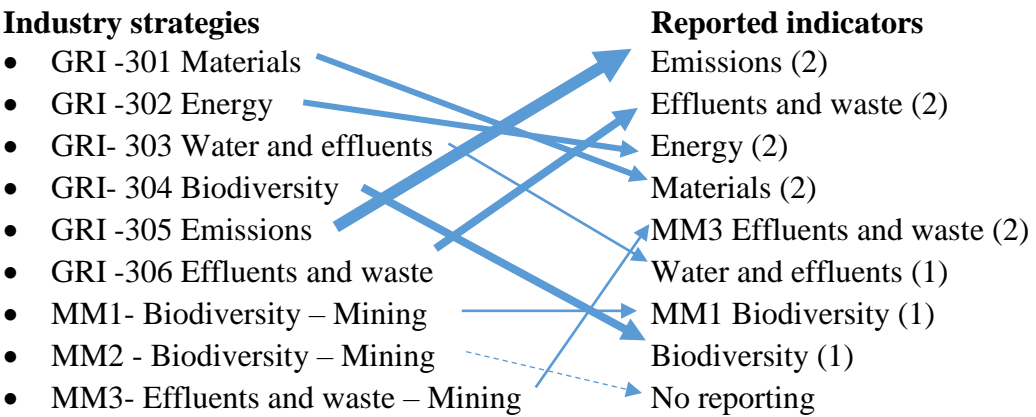 Industry strategies
Reported indicators
• GRI -301 Materials
Emissions (2)
• GRI -302 Energy
Effluents and waste (2)
• GRI- 303 Water and effluents
Energy (2)
• GRI- 304 Biodiversity
Materials (2)
• GRI -305 Emissions
MM3 Effluents and waste (2)
• GRI -306 Effluents and waste
Water and effluents (1)
• MM1- Biodiversity – Mining
MM1 Biodiversity (1)
• MM2 - Biodiversity – Mining
Biodiversity (1)
• MM3- Effluents and waste – Mining
No reporting